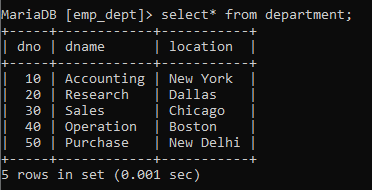 MariaDB [emp_dept]> select* from department;
+-----+------------+-----------+
| dno | dname      | location  |
+-----+------------+-----------+
|  10 | Accounting | New York  |
|  20 | Research   | Dallas    |
|  30 | Sales      | Chicago   |
|  40 | Operation  | Boston    |
|  50 | Purchase   | New Delhi |
+-----+------------+-----------+
5 rows in set (0.001 sec)